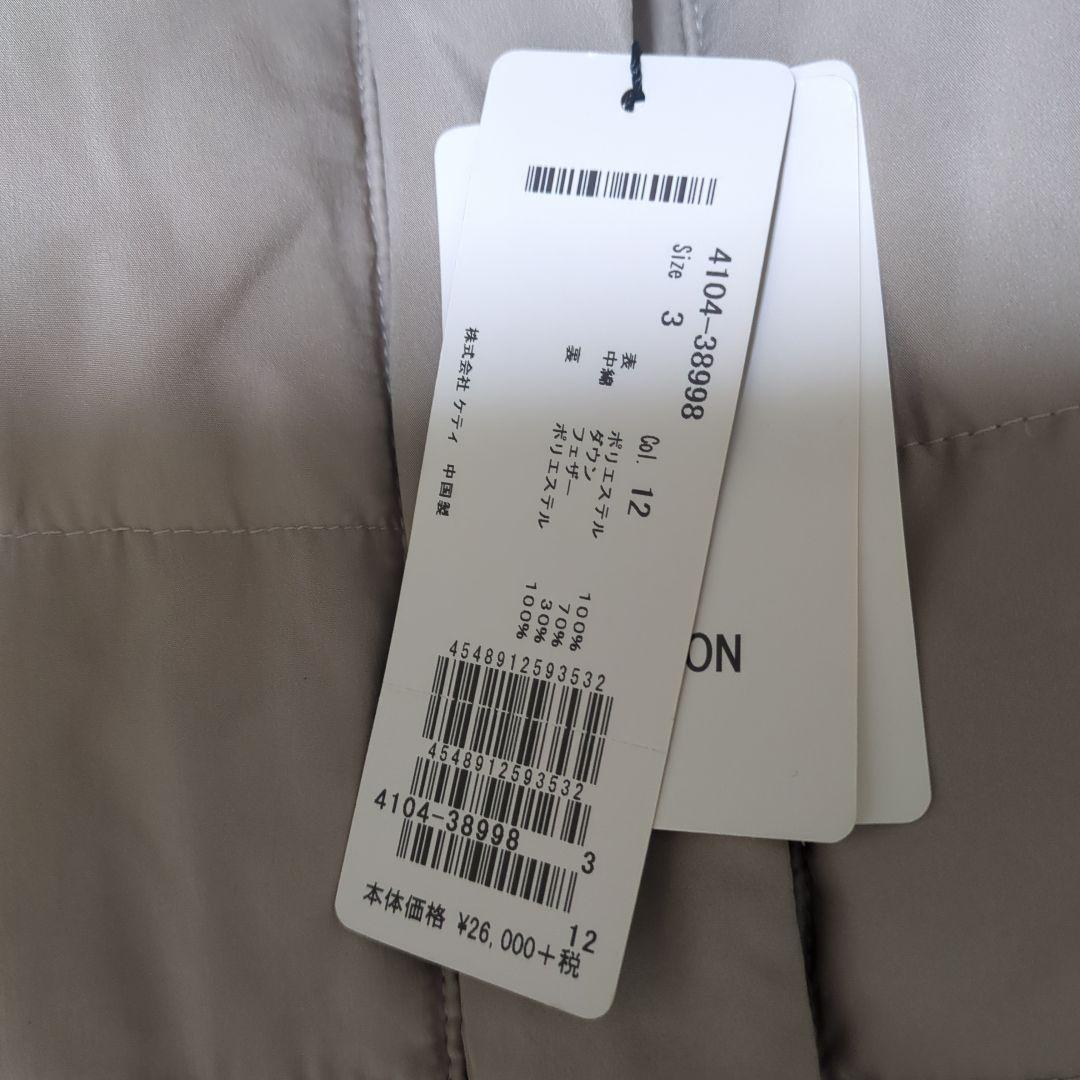 4104-38998
Size 3 Col. 12
表 ポリエステル 100%
中綿 ダウン 70%
フェザー 30%
裏 ポリエステル 100%
株式会社 ケティ 中国製
4548912593532
4548912593532
4104-38998
3
12
本体価格 ¥26,000+税
ON